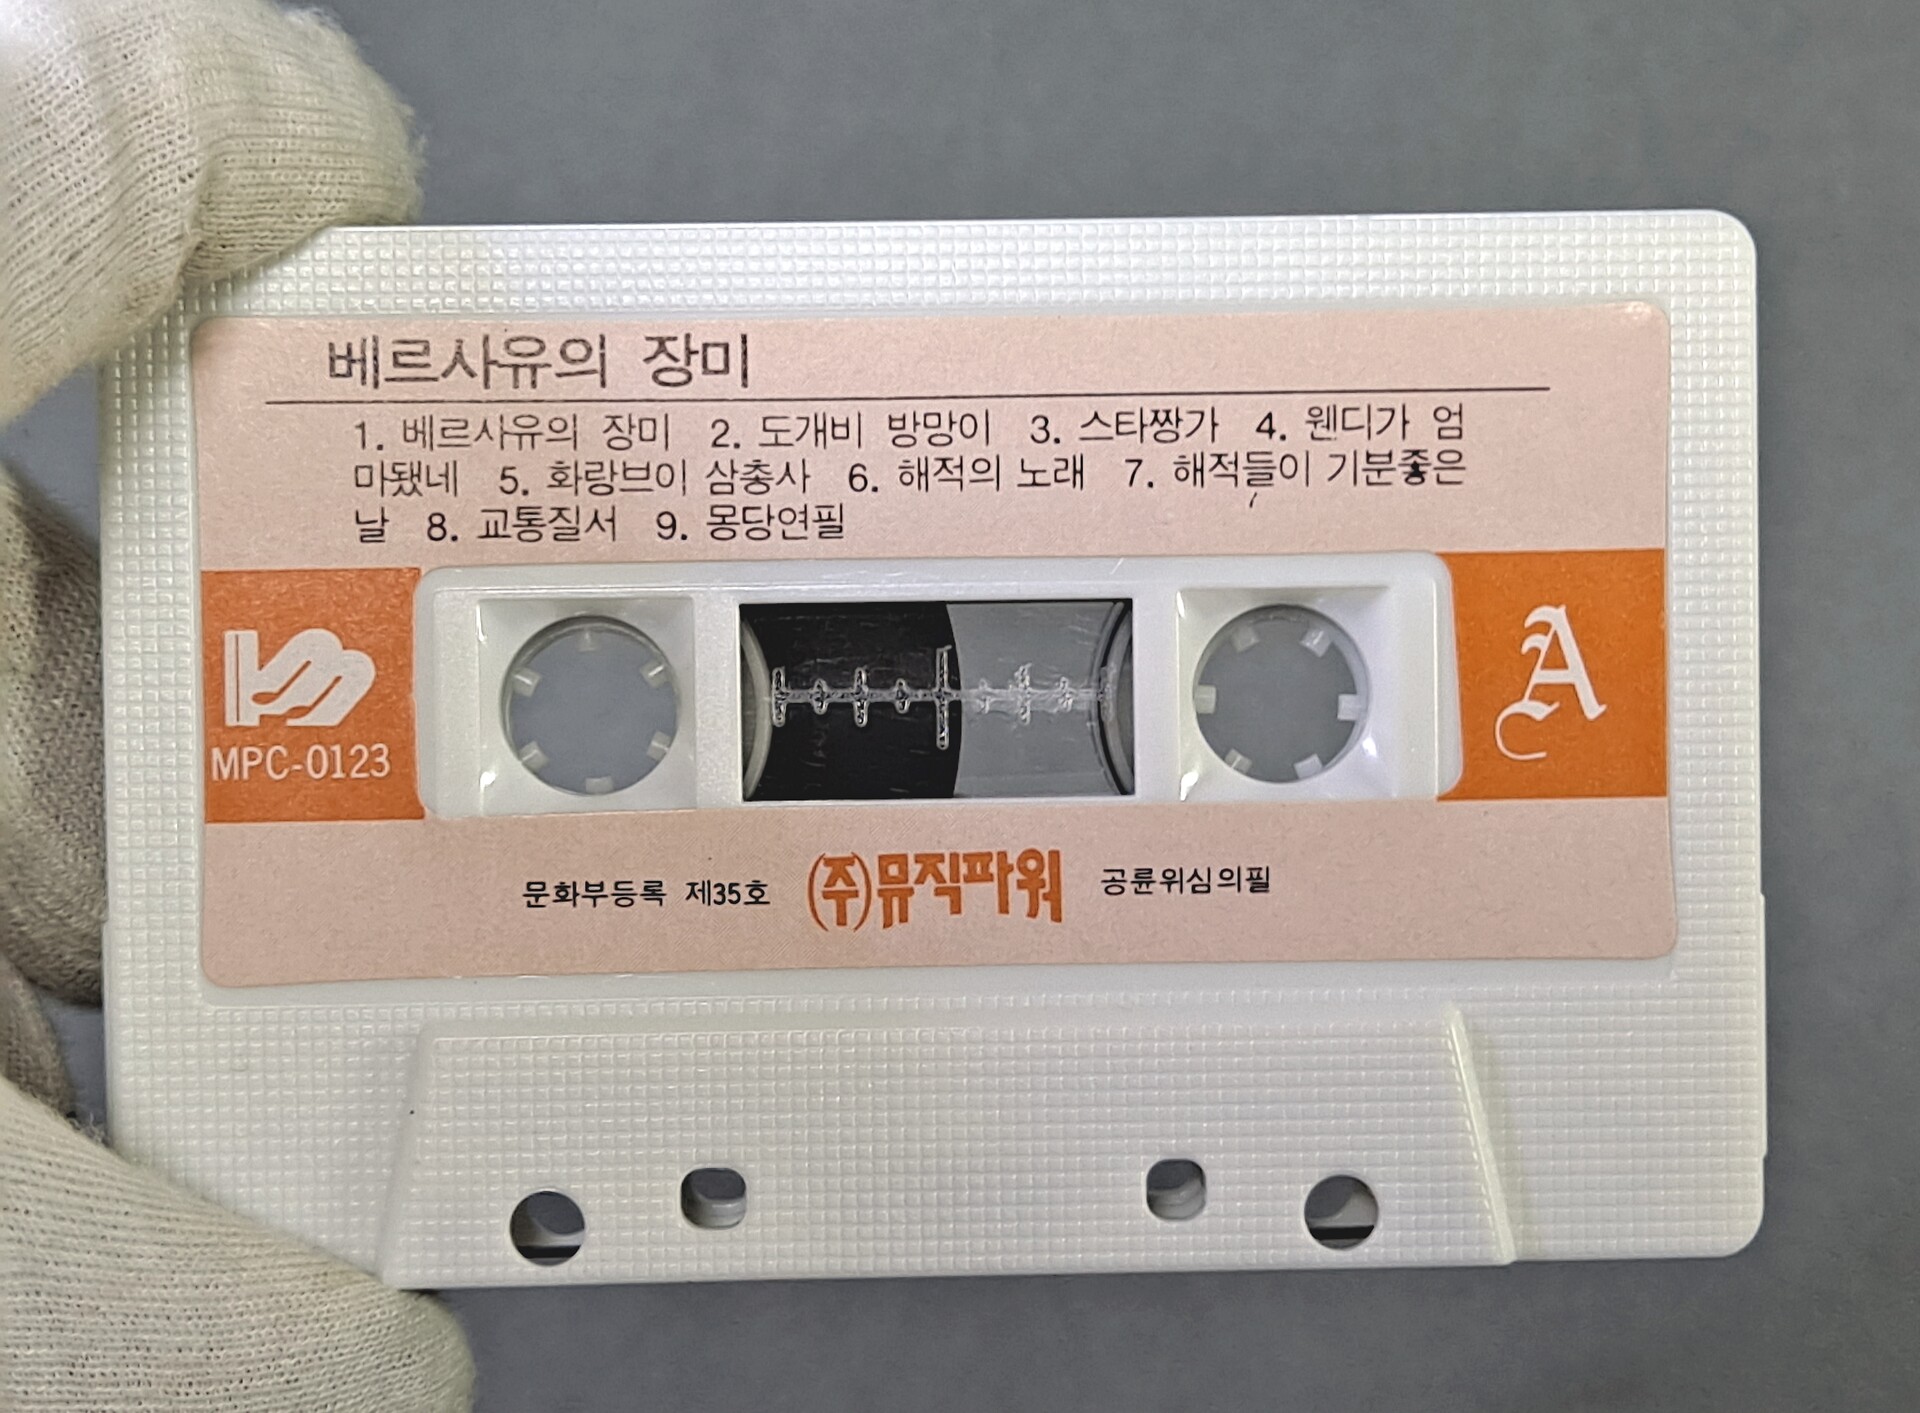 베르사유의 장미
1. 베르사유의 장미 2. 도개비 방망이 3. 스타짱가 4. 웬디가 엄
마됐네 5. 화랑브이 삼총사 6. 해적의 노래 7. 해적들이 기분좋은
날 8. 교통질서 9. 몽당연필
MPC-0123
A
문화부등록 제35호 (주)뮤직파워 공륜위심의필